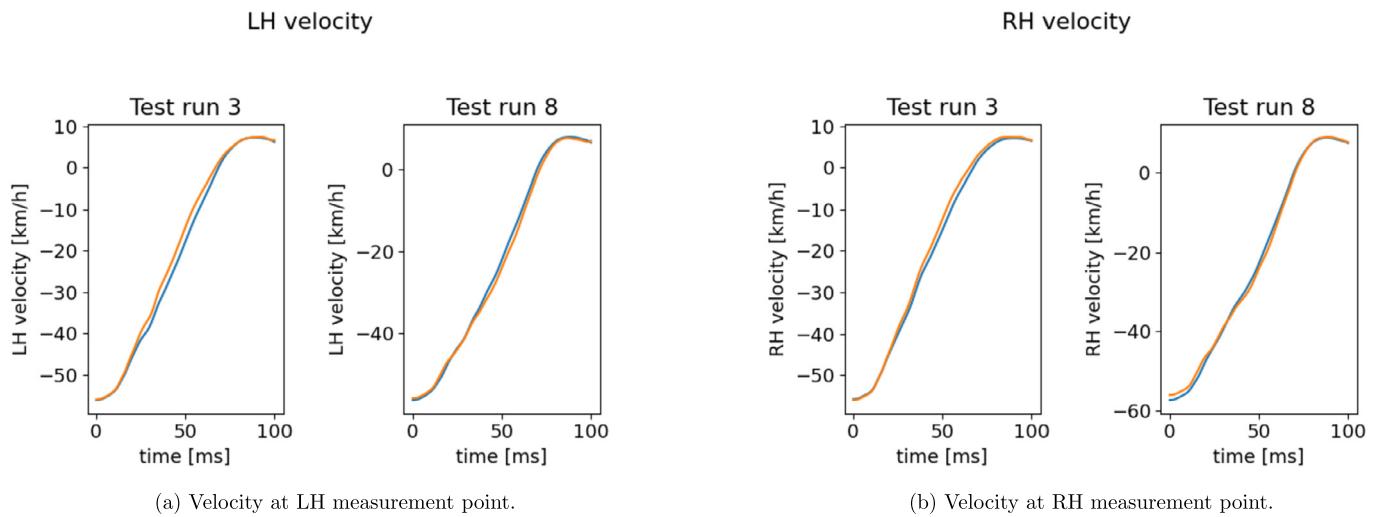 LH velocity
RH velocity
Test run 3
Test run 8
Test run 3
Test run 8
LH velocity [km/h]
10
0
−10
−20
−30
−40
−50
0
50
100
time [ms]
LH velocity [km/h]
0
−20
−40
0
50
100
time [ms]
RH velocity [km/h]
10
0
−10
−20
−30
−40
−50
0
50
100
time [ms]
RH velocity [km/h]
0
−20
−40
−60
0
50
100
time [ms]
(a) Velocity at LH measurement point.
(b) Velocity at RH measurement point.